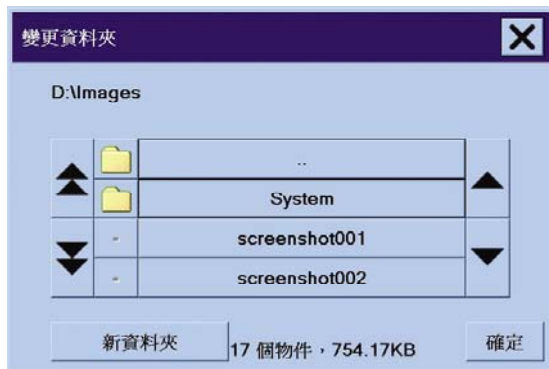 變更資料夾
D:\Images
..
System
- screenshot001
- screenshot002
新資料夾
17 個物件，754.17KB
確定